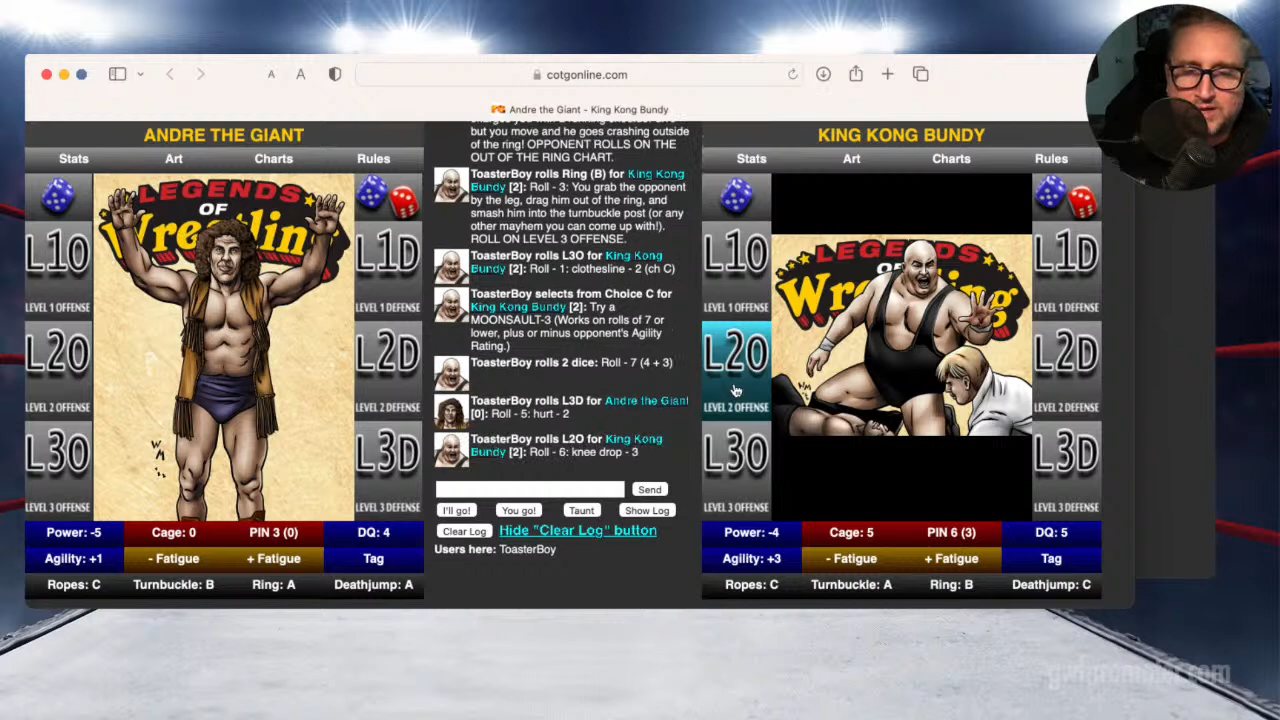 cotgonline.com
Andre the Giant - King Kong Bundy
ANDRE THE GIANT
Stats
Art
Charts
Rules
LEGENDS
OF
Wrestling
L1O
LEVEL 1 OFFENSE
L2O
LEVEL 2 OFFENSE
L3O
LEVEL 3 OFFENSE
L1D
LEVEL 1 DEFENSE
L2D
LEVEL 2 DEFENSE
L3D
LEVEL 3 DEFENSE
Power: -5
Cage: 0
PIN 3 (0)
DQ: 4
Agility: +1
- Fatigue
+ Fatigue
Tag
Ropes: C
Turnbuckle: B
Ring: A
Deathjump: A
but you move and he goes crashing outside
of the ring! OPPONENT ROLLS ON THE
OUT OF THE RING CHART.
ToasterBoy rolls Ring (B) for King Kong
Bundy [2]: Roll - 3: You grab the opponent
by the leg, drag him out of the ring, and
smash him into the turnbuckle post (or any
other mayhem you can come up with!).
ROLL ON LEVEL 3 OFFENSE.
ToasterBoy rolls L3O for King Kong
Bundy [2]: Roll - 1: clothesline - 2 (ch C)
ToasterBoy selects from Choice C for
King Kong Bundy [2]: Try a
MOONSAULT-3 (Works on rolls of 7 or
lower, plus or minus opponent's Agility
Rating.)
ToasterBoy rolls 2 dice: Roll - 7 (4 + 3)
ToasterBoy rolls L3D for Andre the Giant
[0]: Roll - 5: hurt - 2
ToasterBoy rolls L2O for King Kong
Bundy [2]: Roll - 6: knee drop - 3
Send
I'll go!
You go!
Taunt
Show Log
Clear Log
Hide "Clear Log" button
Users here: ToasterBoy
KING KONG BUNDY
Stats
Art
Charts
Rules
LEGENDS
OF
L1O
LEVEL 1 OFFENSE
L2O
LEVEL 2 OFFENSE
L3O
LEVEL 3 OFFENSE
L1D
LEVEL 1 DEFENSE
L2D
LEVEL 2 DEFENSE
L3D
LEVEL 3 DEFENSE
Power: -4
Cage: 5
PIN 6 (3)
DQ: 5
Agility: +3
- Fatigue
+ Fatigue
Tag
Ropes: C
Turnbuckle: A
Ring: B
Deathjump: C